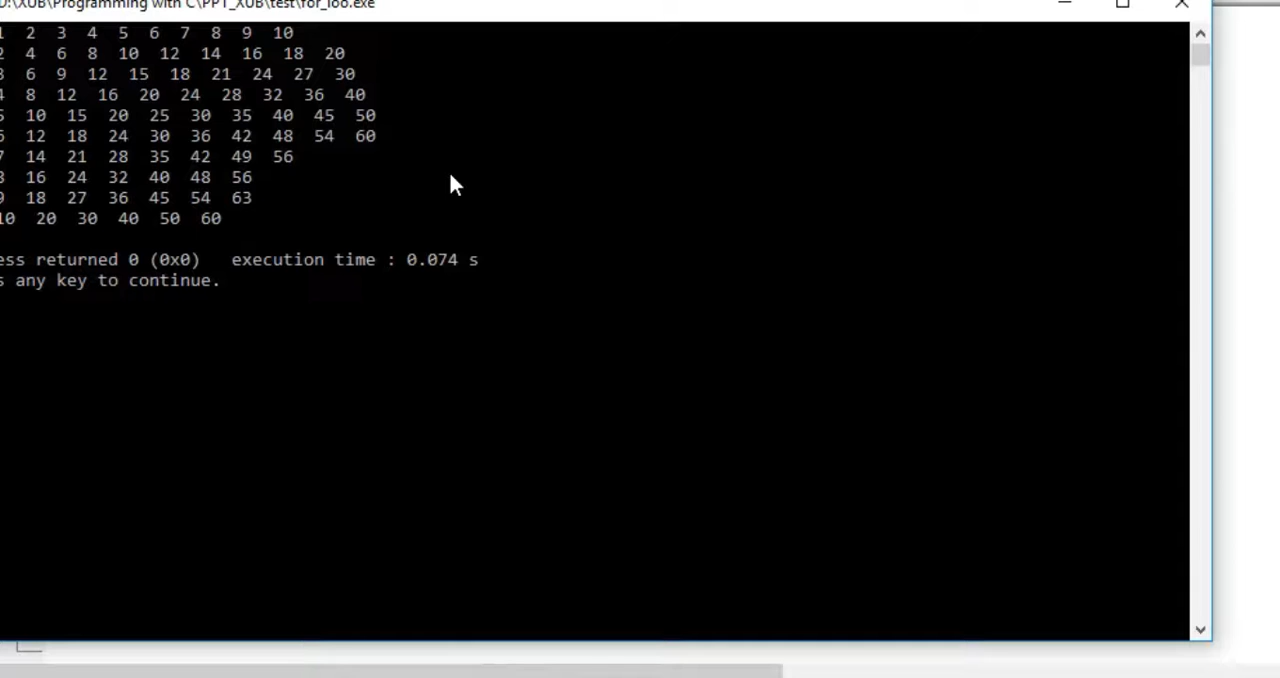 D:\XUB\Programming with C\PPT_XUB\test\for_loo.exe
1 2 3 4 5 6 7 8 9 10
2 4 6 8 10 12 14 16 18 20
3 6 9 12 15 18 21 24 27 30
4 8 12 16 20 24 28 32 36 40
5 10 15 20 25 30 35 40 45 50
6 12 18 24 30 36 42 48 54 60
7 14 21 28 35 42 49 56
8 16 24 32 40 48 56
9 18 27 36 45 54 63
10 20 30 40 50 60
ess returned 0 (0x0) execution time : 0.074 s
s any key to continue.